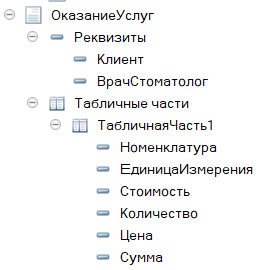 ОказаниеУслуг
Реквизиты
Клиент
ВрачСтоматолог
Табличные части
ТабличнаяЧасть1
Номенклатура
ЕдиницаИзмерения
Стоимость
Количество
Цена
Сумма